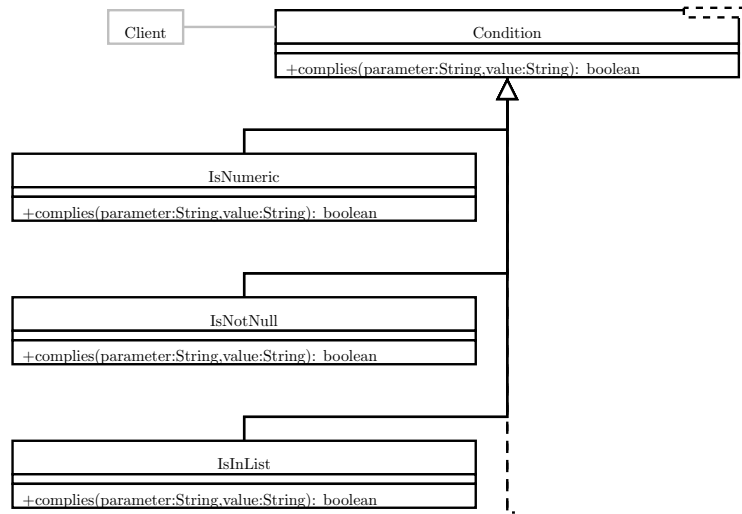 Client
Condition
+complies(parameter:String,value:String): boolean
IsNumeric
+complies(parameter:String,value:String): boolean
IsNotNull
+complies(parameter:String,value:String): boolean
IsInList
+complies(parameter:String,value:String): boolean